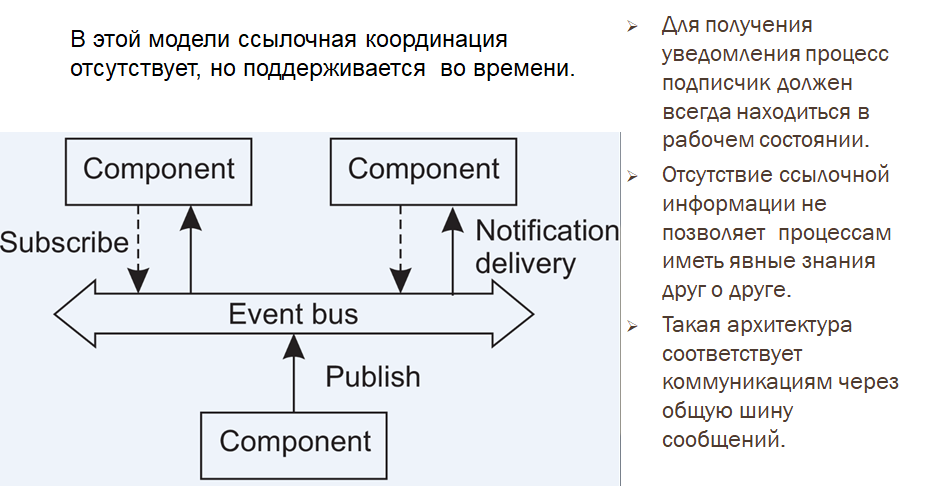 В этой модели ссылочная координация
отсутствует, но поддерживается во времени.
Component
Component
Subscribe
Notification
delivery
Event bus
Publish
Component
Для получения
уведомления процесс
подписчик должен
всегда находиться в
рабочем состоянии.
Отсутствие ссылочной
информации не
позволяет процессам
иметь явные знания
друг о друге.
Такая архитектура
соответствует
коммуникациям через
общую шину
сообщений.